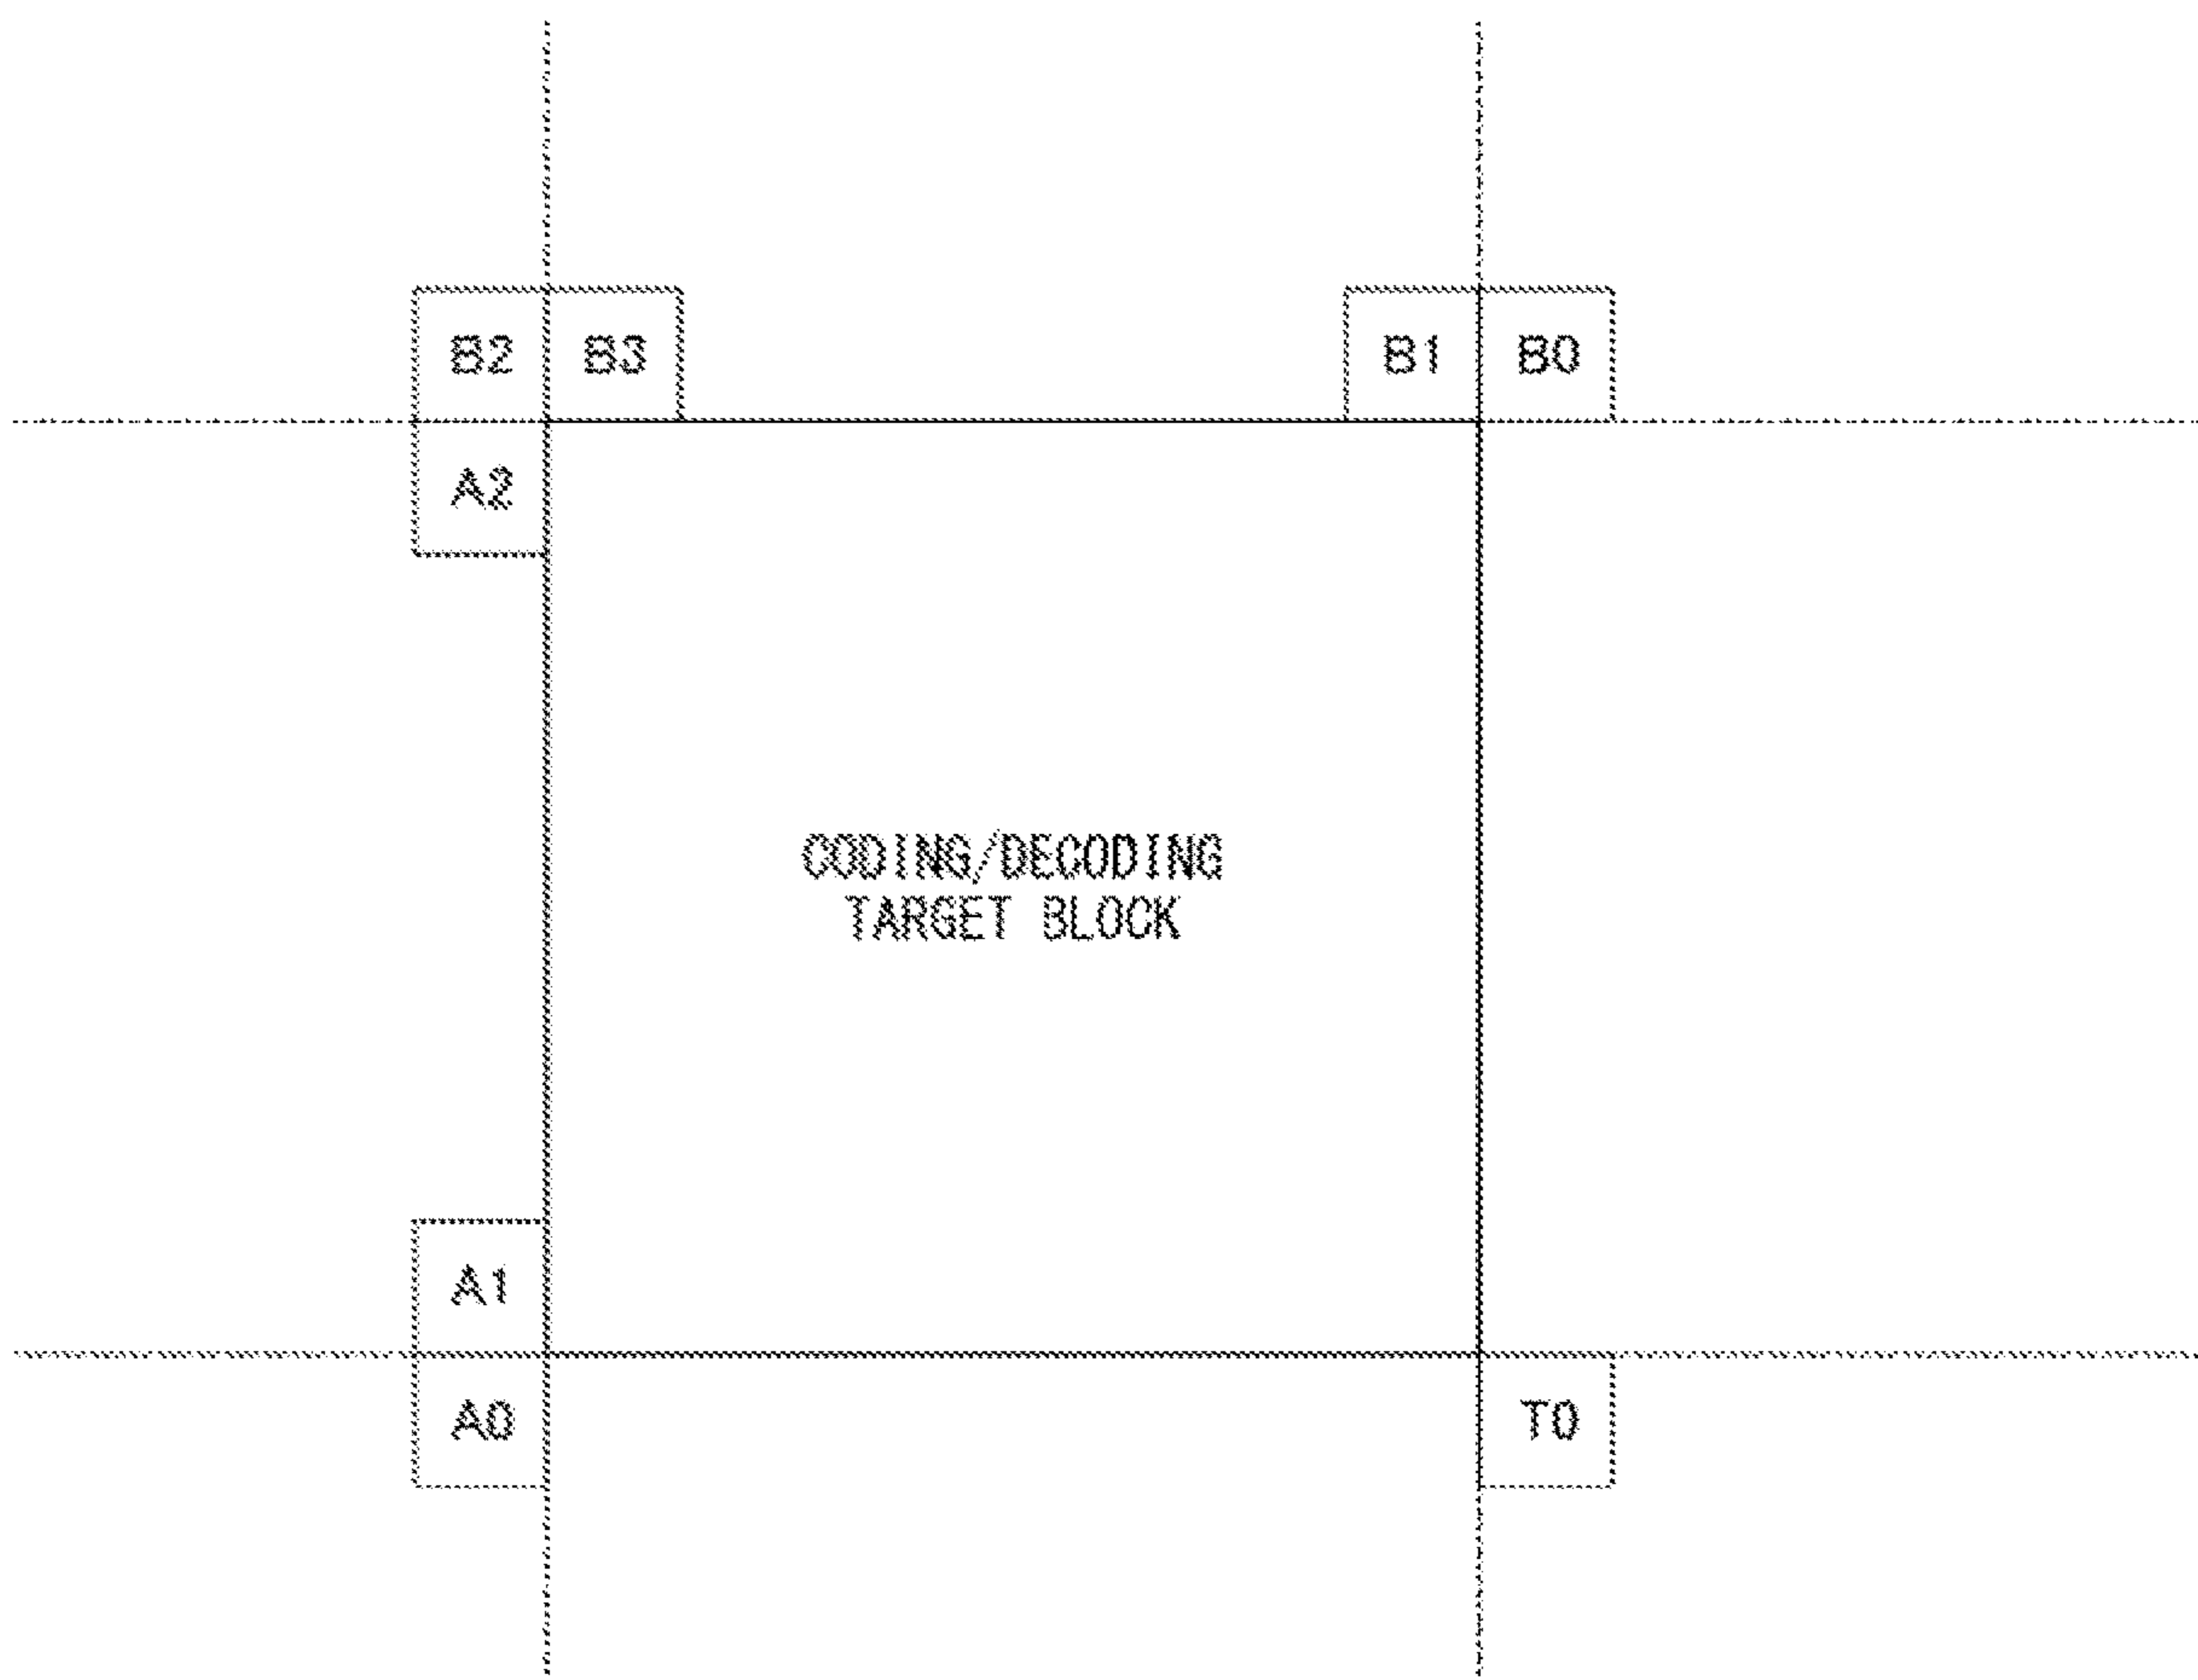 B2 B3 B1 B0
A2
CODING/DECODING
TARGET BLOCK
A1
A0 T0